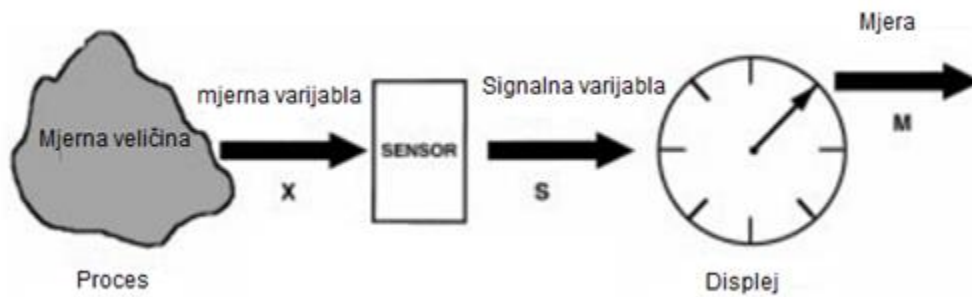 Mjera
mjerna varijabla
Signalna varijabla
Mjerna veličina
SENSOR
M
X
S
Proces
Displej